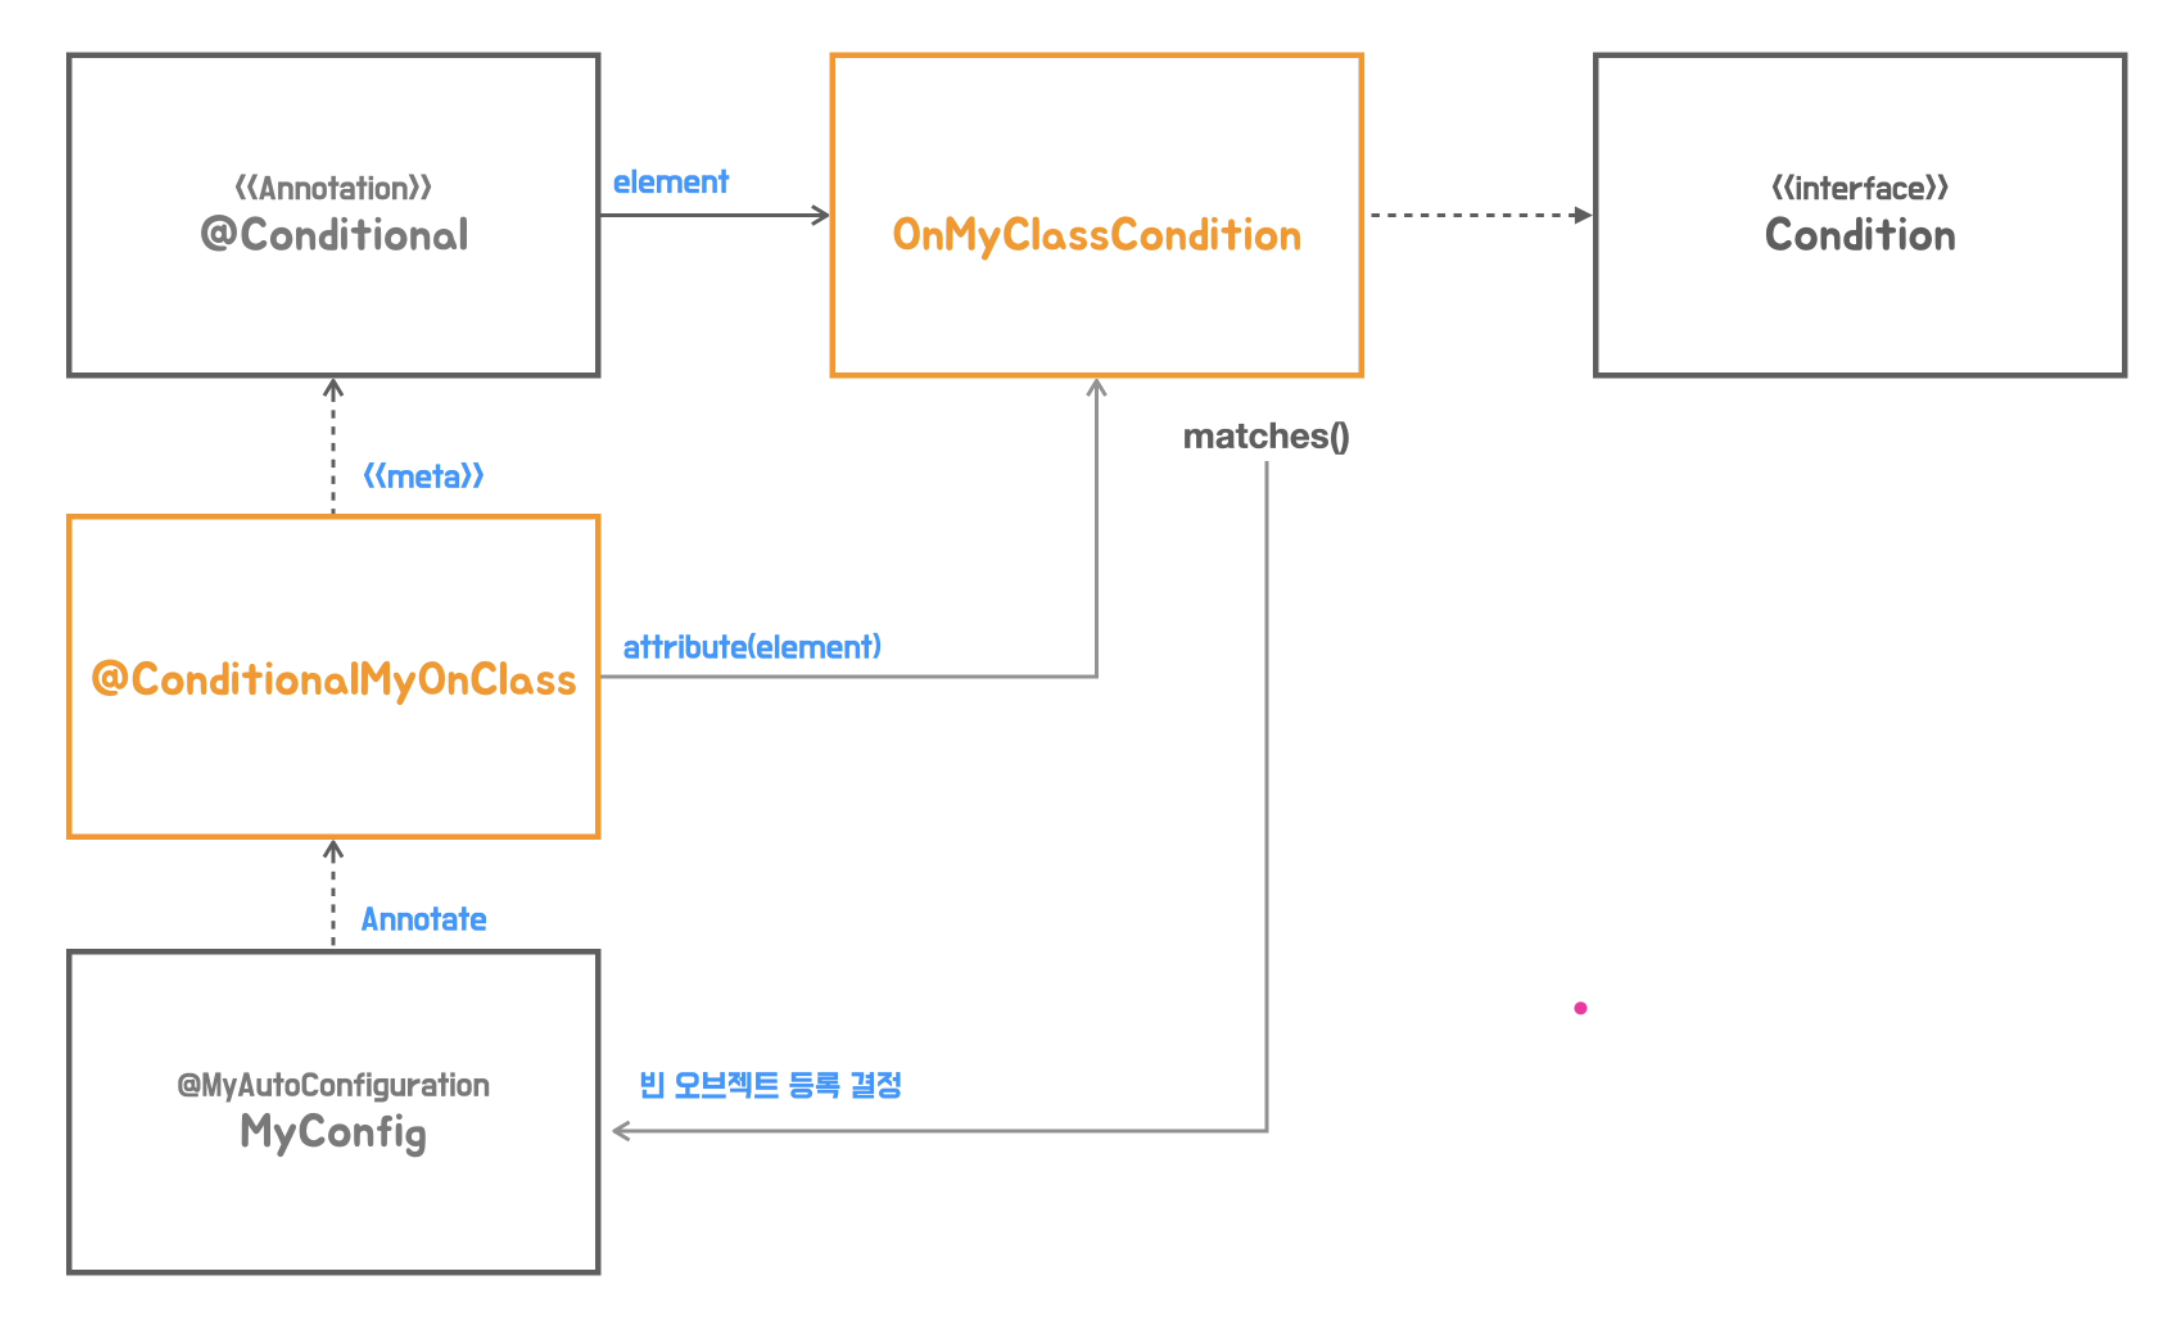 《Annotation》
@Conditional
element
OnMyClassCondition
《interface》
Condition
matches()
《meta》
@ConditionalMyOnClass
attribute(element)
Annotate
@MyAutoConfiguration
MyConfig
빈 오브젝트 등록 결정